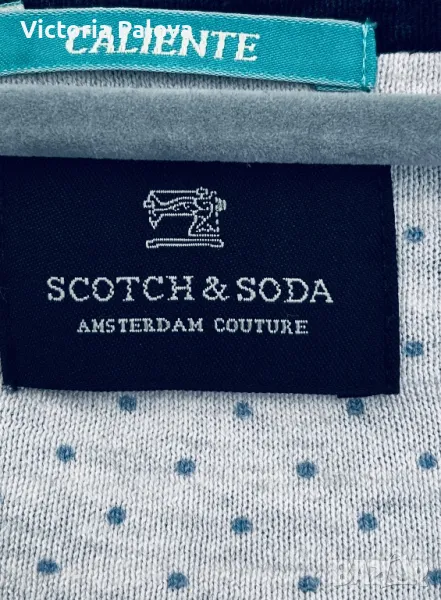 Victoria Paleva
CALIENTE
SCOTCH & SODA
AMSTERDAM COUTURE